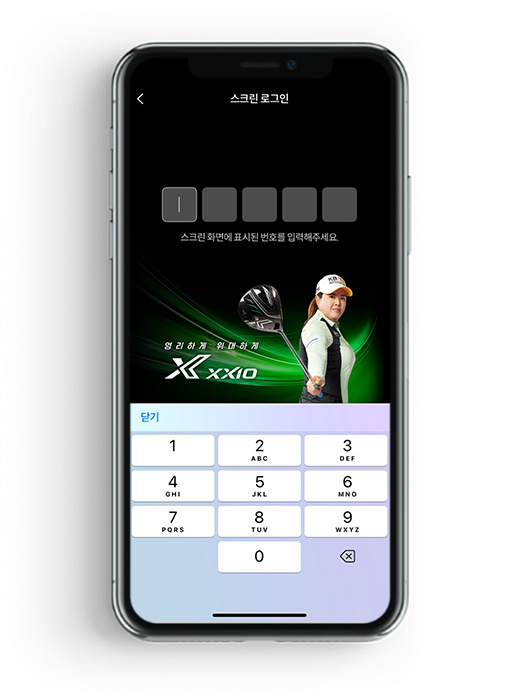 스크린 로그인
스크린 화면에 표시된 번호를 입력해주세요.
KB
영리하게 위대하게
XXIO
닫기
1 2 3
ABC DEF
4 5 6
GHI JKL MNO
7 8 9
PQRS TUV WXYZ
0